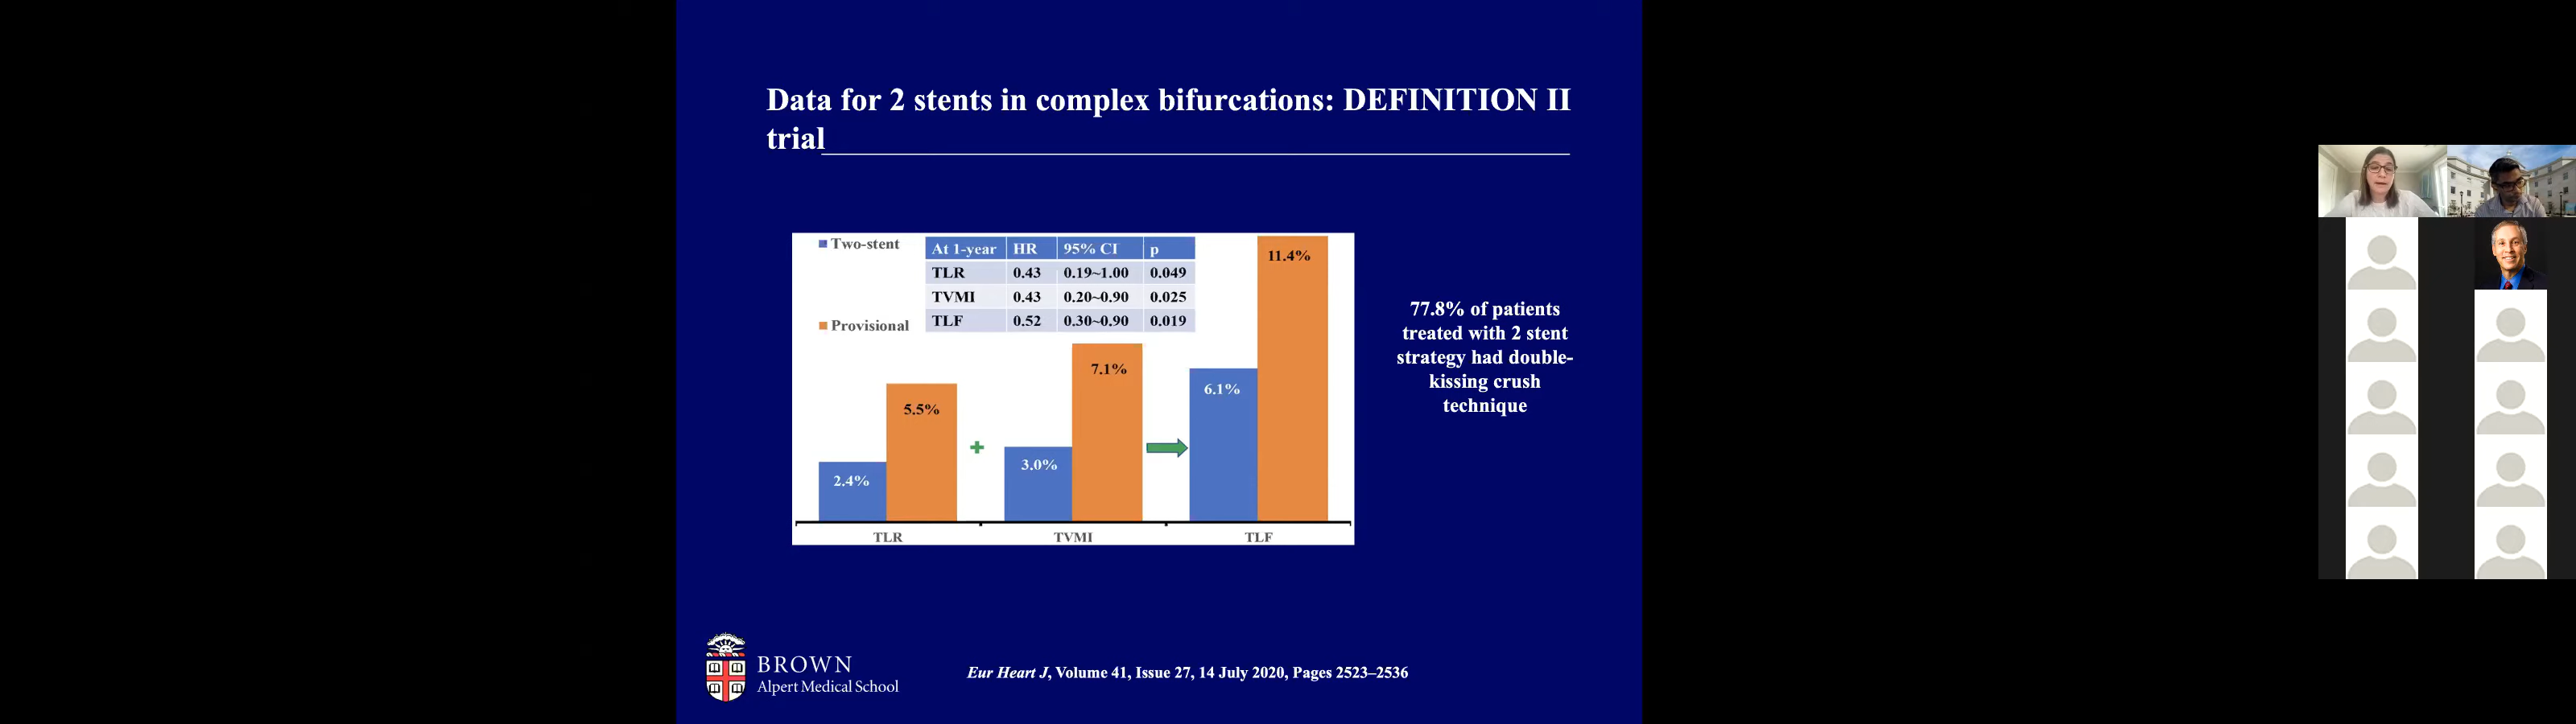 Data for 2 stents in complex bifurcations: DEFINITION II
trial
Two-stent
Provisional
At 1-year HR 95% CI p
TLR 0.43 0.19~1.00 0.049
TVMI 0.43 0.20~0.90 0.025
TLF 0.52 0.30~0.90 0.019
2.4%
5.5%
3.0%
7.1%
6.1%
11.4%
TLR
TVMI
TLF
77.8% of patients
treated with 2 stent
strategy had double-
kissing crush
technique
BROWN
Alpert Medical School
Eur Heart J, Volume 41, Issue 27, 14 July 2020, Pages 2523–2536